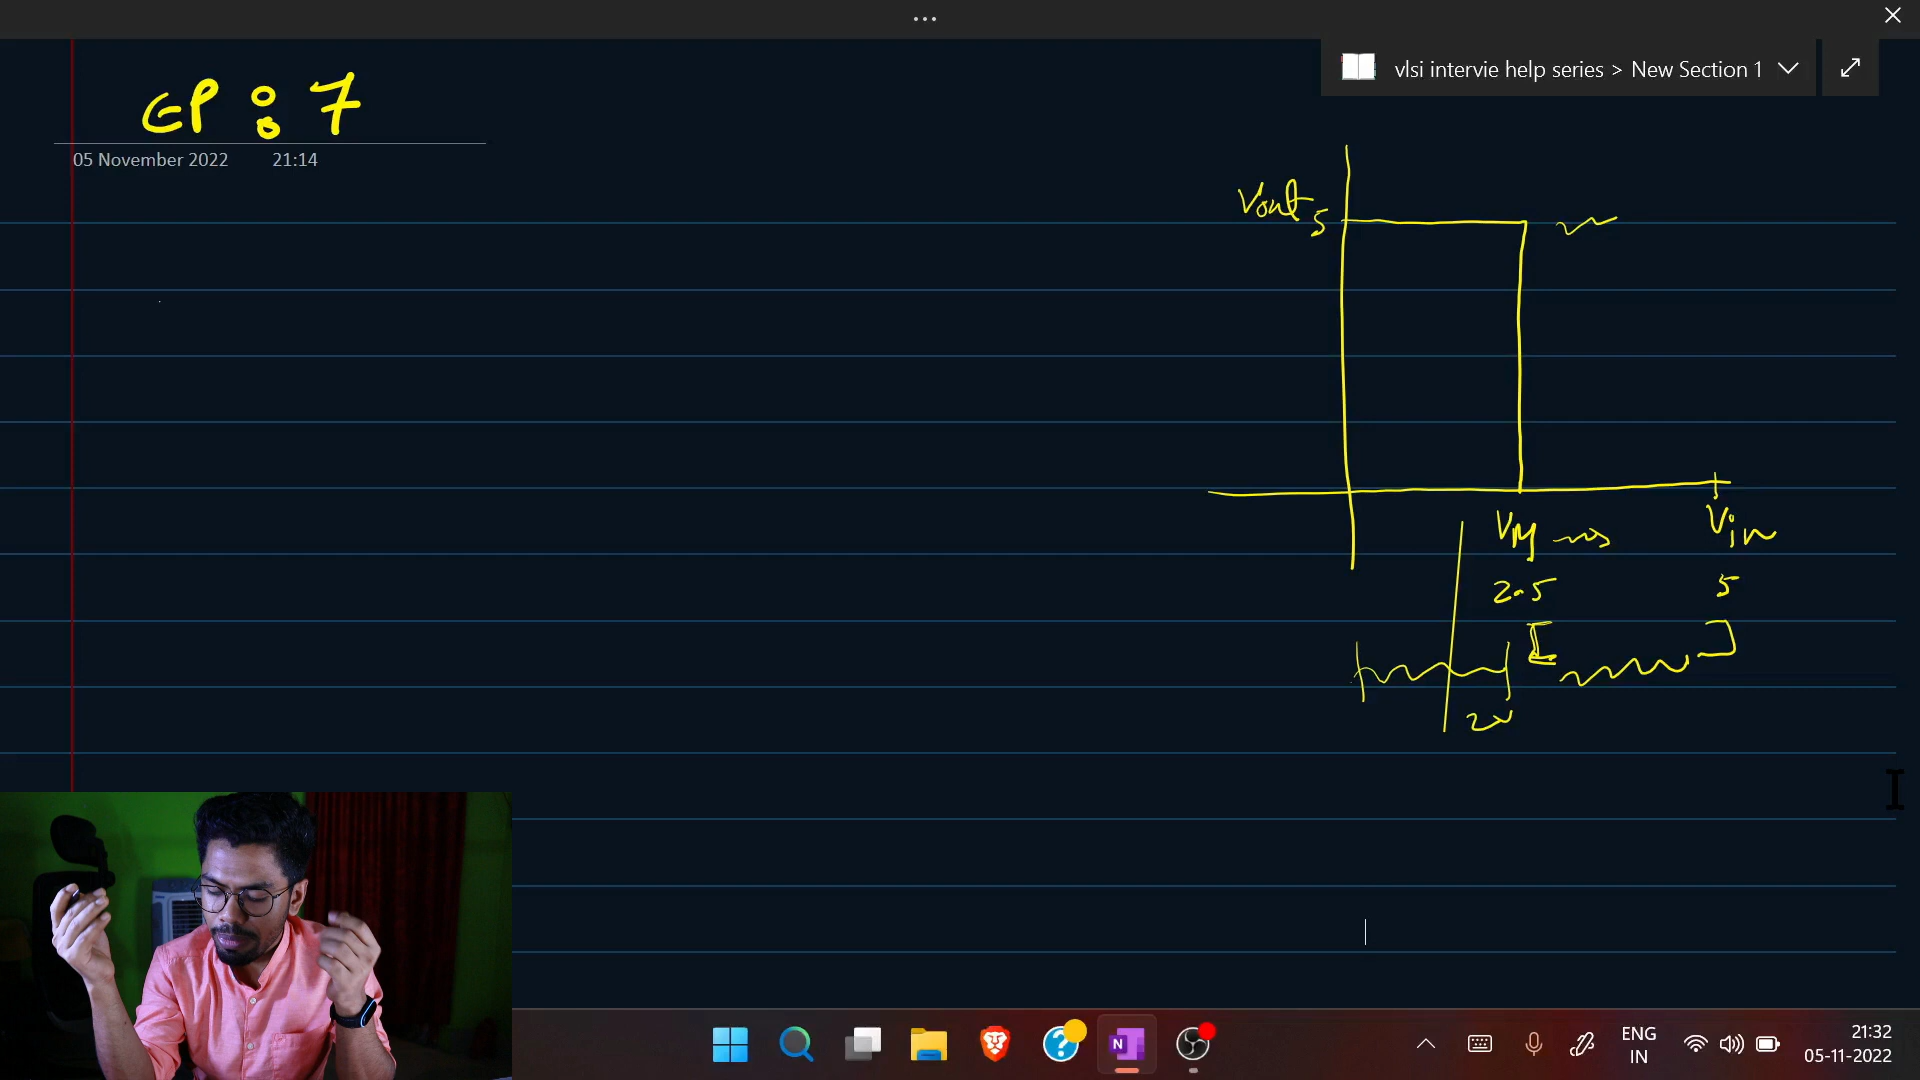 vlsi intervie help series > New Section 1
EP : 7
05 November 2022 21:14
Vout 5
VM
Vin
2.5
5
ENG
IN
21:32
05-11-2022